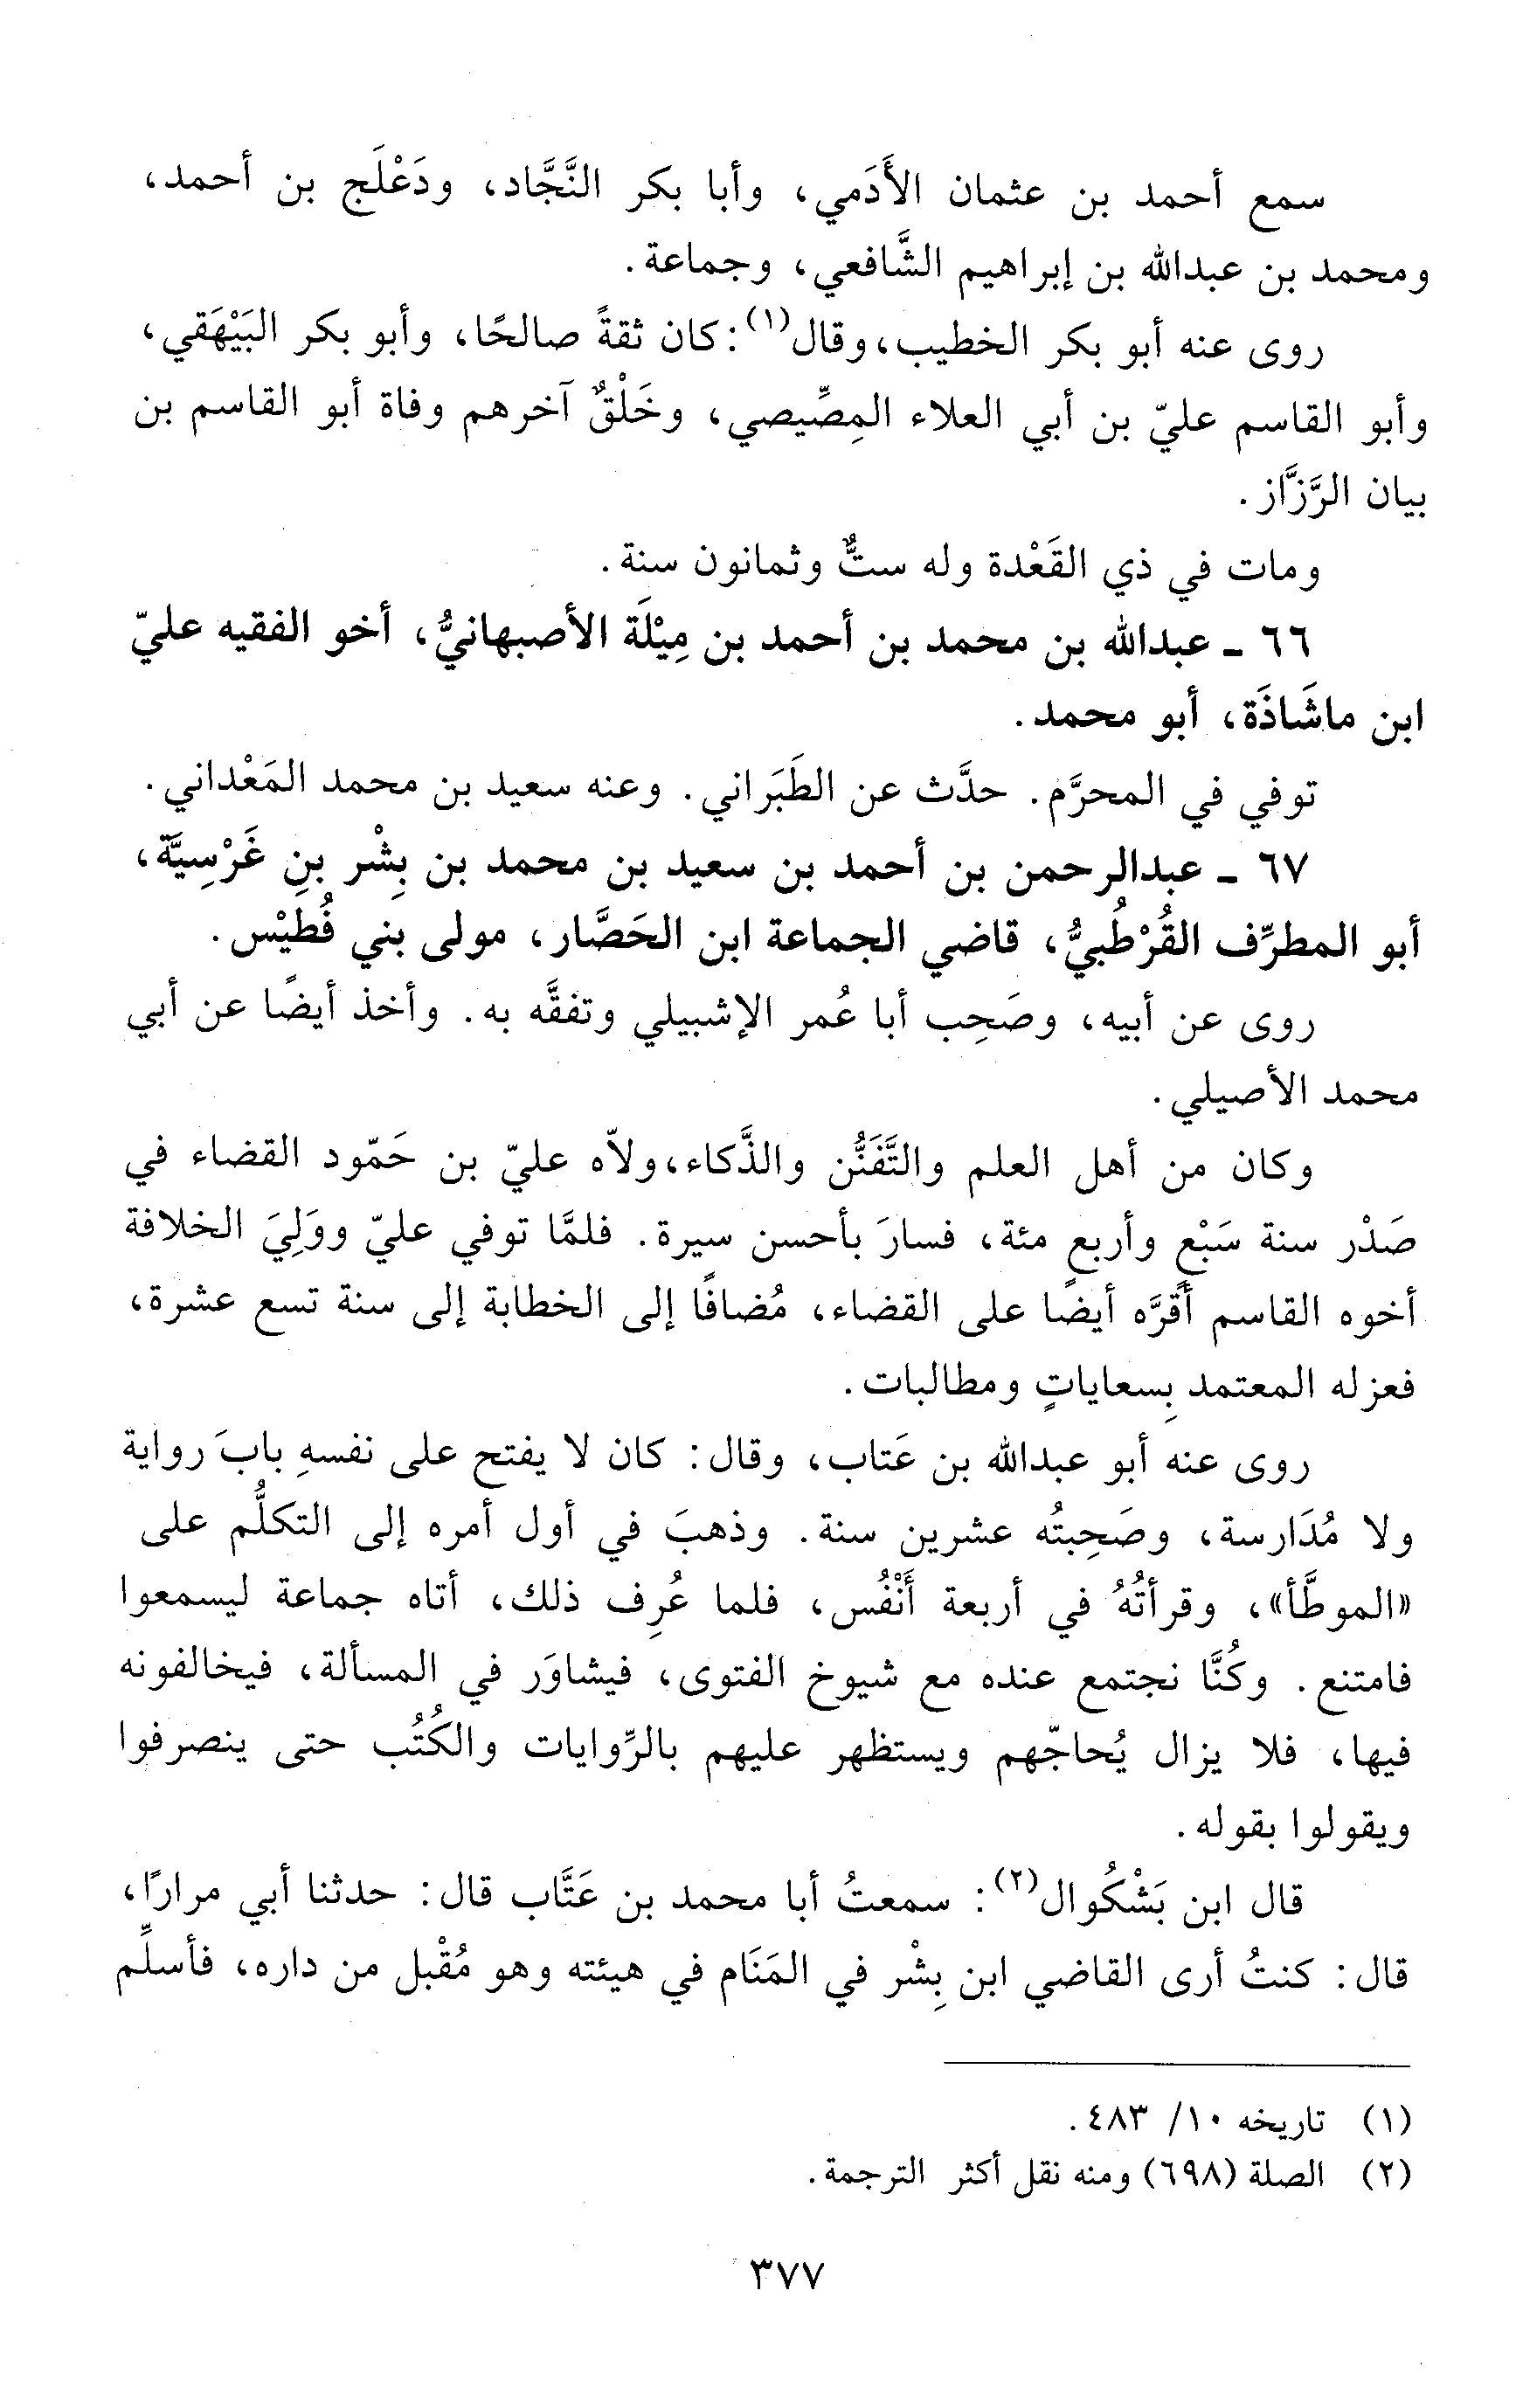 سمع أحمد بن عثمان الأَدَمي، وأبا بكر النَّجَّاد، ودَعْلَج بن أحمد،
ومحمد بن عبدالله بن إبراهيم الشَّافعي، وجماعة.
روى عنه أبو بكر الخطيب، وقال(١): كان ثقةً صالحًا، وأبو بكر البَيْهَقي،
وأبو القاسم عليّ بن أبي العلاء المِصِّيصي، وخَلْقٌ آخرهم وفاة أبو القاسم بن
بيان الرَّزَّاز.
ومات في ذي القَعْدة وله ستٌّ وثمانون سنة.
٦٦ ـ عبدالله بن محمد بن أحمد بن مِيْلَة الأصبهانيُّ، أخو الفقيه عليّ
ابن ماشَاذَة، أبو محمد.
توفي في المحرَّم. حدَّث عن الطَبَراني. وعنه سعيد بن محمد المَعْداني.
٦٧ ـ عبدالرحمن بن أحمد بن سعيد بن محمد بن بِشْر بنِ غَرْسِيَّة،
أبو المطرِّف القُرْطُبيُّ، قاضي الجماعة ابن الحَصَّار، مولى بني فُطَيْس.
روى عن أبيه، وصَحِب أبا عُمر الإشبيلي وتفقَّه به. وأخذ أيضًا عن أبي
محمد الأصيلي.
وكان من أهل العلم والتَّفَنُّن والذَّكاء، ولاّه عليّ بن حَمّود القضاء في
صَدْر سنة سَبْعٍ وأربع مئة، فسارَ بأحسن سيرة. فلمَّا توفي عليّ ووَلِيَ الخلافة
أخوه القاسم أَقرَّه أيضًا على القضاء، مُضافًا إلى الخطابة إلى سنة تسع عشرة،
فعزله المعتمد بِسعاياتٍ ومطالبات.
روى عنه أبو عبدالله بن عَتاب، وقال: كان لا يفتح على نفسهِ بابَ رواية
ولا مُدَارسة، وصَحِبتُه عشرين سنة. وذهبَ في أول أمره إلى التكلُّم على
«الموطَّأ»، وقرأتُهُ في أربعة أَنْفُس، فلما عُرِف ذلك، أتاه جماعة ليسمعوا
فامتنع. وكُنَّا نجتمع عنده مع شيوخ الفتوى، فيشاوَر في المسألة، فيخالفونه
فيها، فلا يزال يُحاجّهم ويستظهر عليهم بالرِّوايات والكُتُب حتى ينصرفوا
ويقولوا بقوله.
قال ابن بَشْكُوال(٢): سمعتُ أبا محمد بن عَتَّاب قال: حدثنا أبي مرارًا،
قال: كنتُ أرى القاضي ابن بِشْر في المَنَام في هيئته وهو مُقْبل من داره، فأسلِّم
(١) تاريخه ١٠/ ٤٨٣.
(٢) الصلة (٦٩٨) ومنه نقل أكثر الترجمة.
٣٧٧